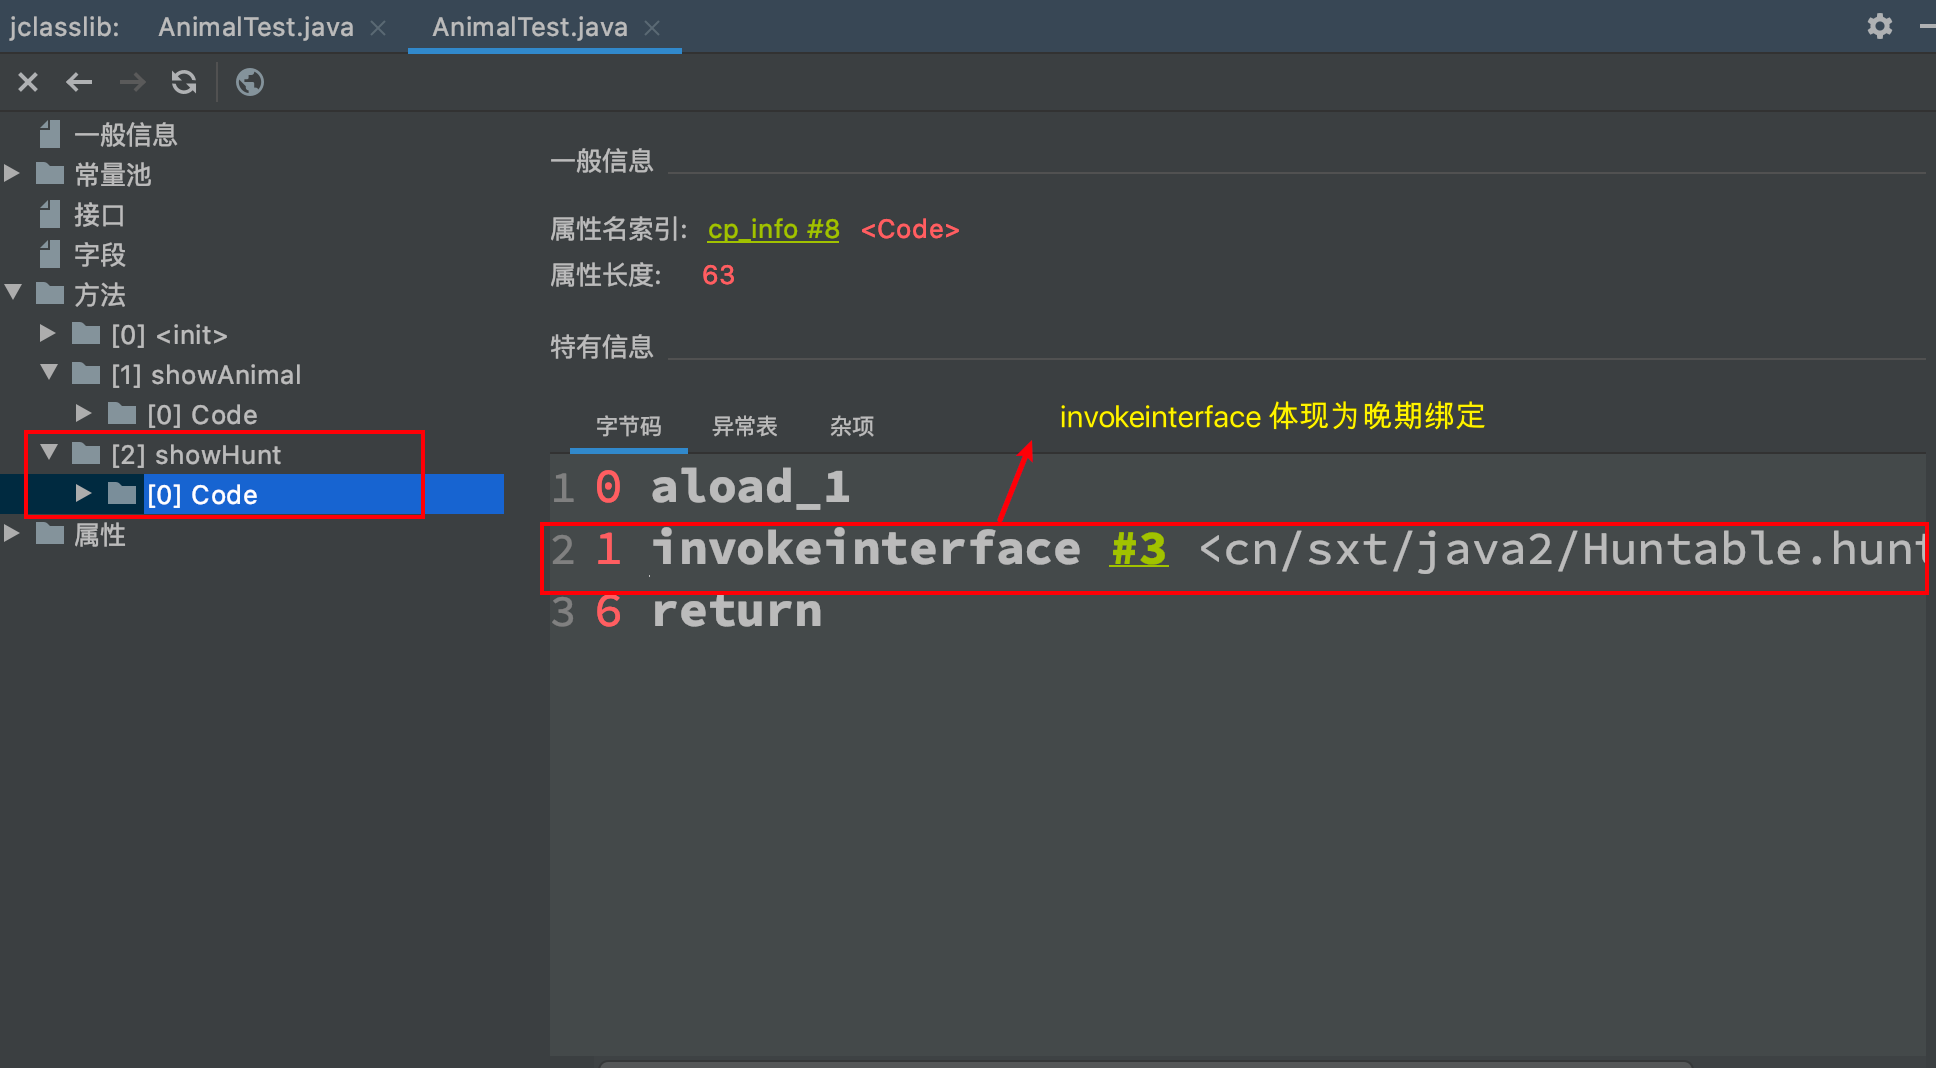 jclasslib: AnimalTest.java AnimalTest.java
一般信息
常量池
接口
字段
方法
[0] <init>
[1] showAnimal
[0] Code
[2] showHunt
[0] Code
属性
一般信息
属性名索引: cp_info #8 <Code>
属性长度: 63
特有信息
字节码 异常表 杂项
invokeinterface 体现为晚期绑定
1 0 aload_1
2 1 invokeinterface #3 <cn/sxt/java2/Huntable.hunt
3 6 return